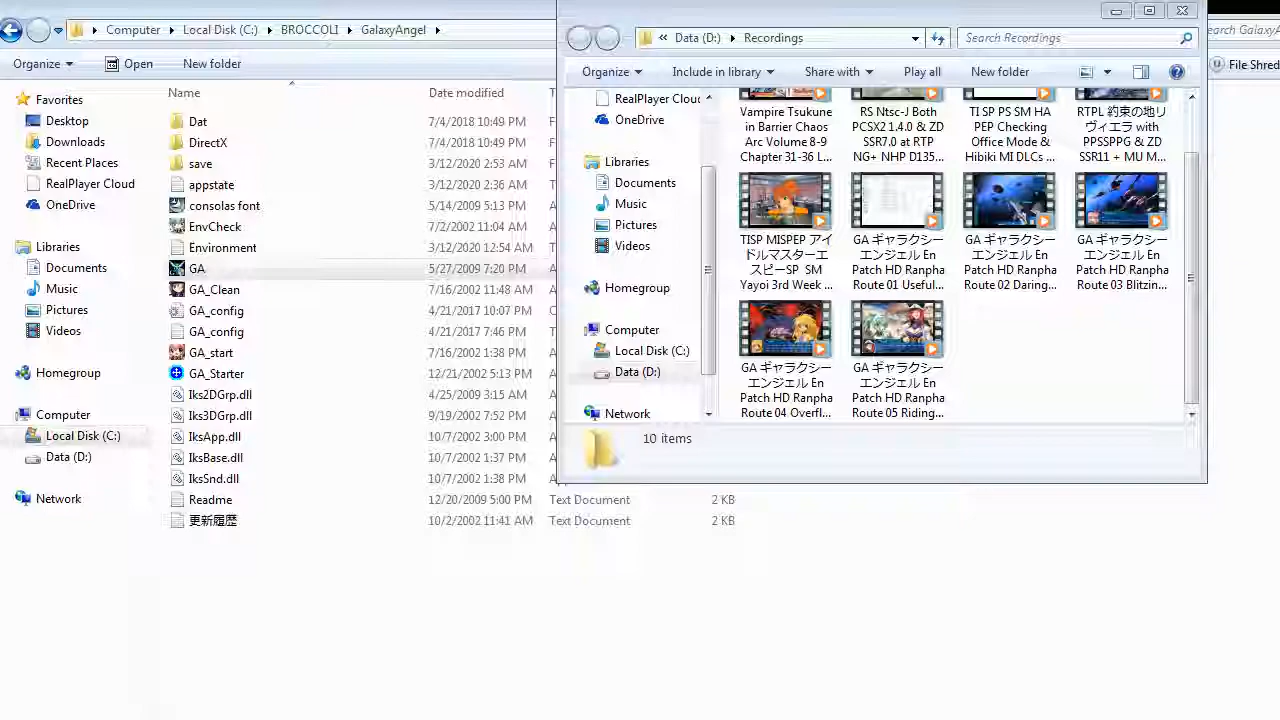 Computer Local Disk (C:) BROCCOLI GalaxyAngel
Organize Open New folder
Name Date modified
Favorites
Desktop
Downloads
Recent Places
RealPlayer Cloud
OneDrive
Libraries
Documents
Music
Pictures
Videos
Homegroup
Computer
Local Disk (C:)
Data (D:)
Network
Dat 7/4/2018 10:49 PM
DirectX 7/4/2018 10:49 PM
save 3/12/2020 2:53 AM
appstate 3/12/2020 2:36 AM
consolas font 5/14/2009 5:13 PM
EnvCheck 7/2/2002 11:04 AM
Environment 3/12/2020 12:54 AM
GA 5/27/2009 7:20 PM
GA_Clean 7/16/2002 11:48 AM
GA_config 4/21/2017 10:07 PM
GA_config 4/21/2017 7:46 PM
GA_start 7/16/2002 1:38 PM
GA_Starter 12/21/2002 5:13 PM
Iks2DGrp.dll 4/25/2009 3:15 AM
Iks3DGrp.dll 9/19/2002 7:52 PM
IksApp.dll 10/7/2002 3:00 PM
IksBase.dll 10/7/2002 1:37 PM
IksSnd.dll 10/7/2002 1:38 PM
Readme 12/20/2009 5:00 PM Text Document 2 KB
更新履歴 10/2/2002 11:41 AM Text Document 2 KB
« Data (D:) Recordings
Search Recordings
Organize Include in library Share with Play all New folder
RealPlayer Clou
OneDrive
Libraries
Documents
Music
Pictures
Videos
Homegroup
Computer
Local Disk (C:)
Data (D:)
Network
Vampire Tsukune
in Barrier Chaos
Arc Volume 8-9
Chapter 31-36 L...
RS Ntsc-J Both
PCSX2 1.4.0 & ZD
SSR7.0 at RTP
NG+ NHP D135...
TI SP PS SM HA
PEP Checking
Office Mode &
Hibiki MI DLCs ...
RTPL 約束の地リ
ヴィエラ with
PPSSPPG & ZD
SSR11 + MU M...
TISP MISPEP アイ
ドルマスターエ
スピーSP SM
Yayoi 3rd Week ...
GA ギャラクシー
エンジェル En
Patch HD Ranpha
Route 01 Useful...
GA ギャラクシー
エンジェル En
Patch HD Ranpha
Route 02 Daring...
GA ギャラクシー
エンジェル En
Patch HD Ranpha
Route 03 Blitzin...
GA ギャラクシー
エンジェル En
Patch HD Ranpha
Route 04 Overfl...
GA ギャラクシー
エンジェル En
Patch HD Ranpha
Route 05 Riding...
10 items
earch GalaxyA
File Shred